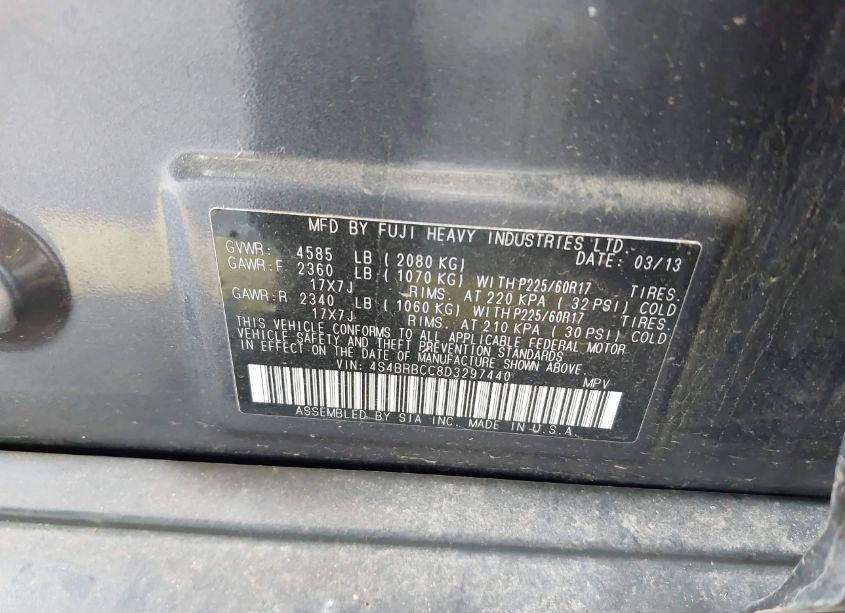 MFD BY FUJI HEAVY INDUSTRIES LTD.
GVWR: 4585 LB ( 2080 KG) DATE: 03/13
GAWR:F 2360 LB ( 1070 KG) WITH P225/60R17 TIRES.
17X7J RIMS. AT 220 KPA ( 32 PSI) COLD
GAWR:R 2340 LB ( 1060 KG) WITH P225/60R17 TIRES.
17X7J RIMS. AT 210 KPA ( 30 PSI) COLD
THIS VEHICLE CONFORMS TO ALL APPLICABLE FEDERAL MOTOR
VEHICLE SAFETY AND THEFT PREVENTION STANDARDS
IN EFFECT ON THE DATE OF MANUFACTURE SHOWN ABOVE.
VIN: 4S4BRBCC8D3297440 MPV
ASSEMBLED BY SIA INC. MADE IN U.S.A.